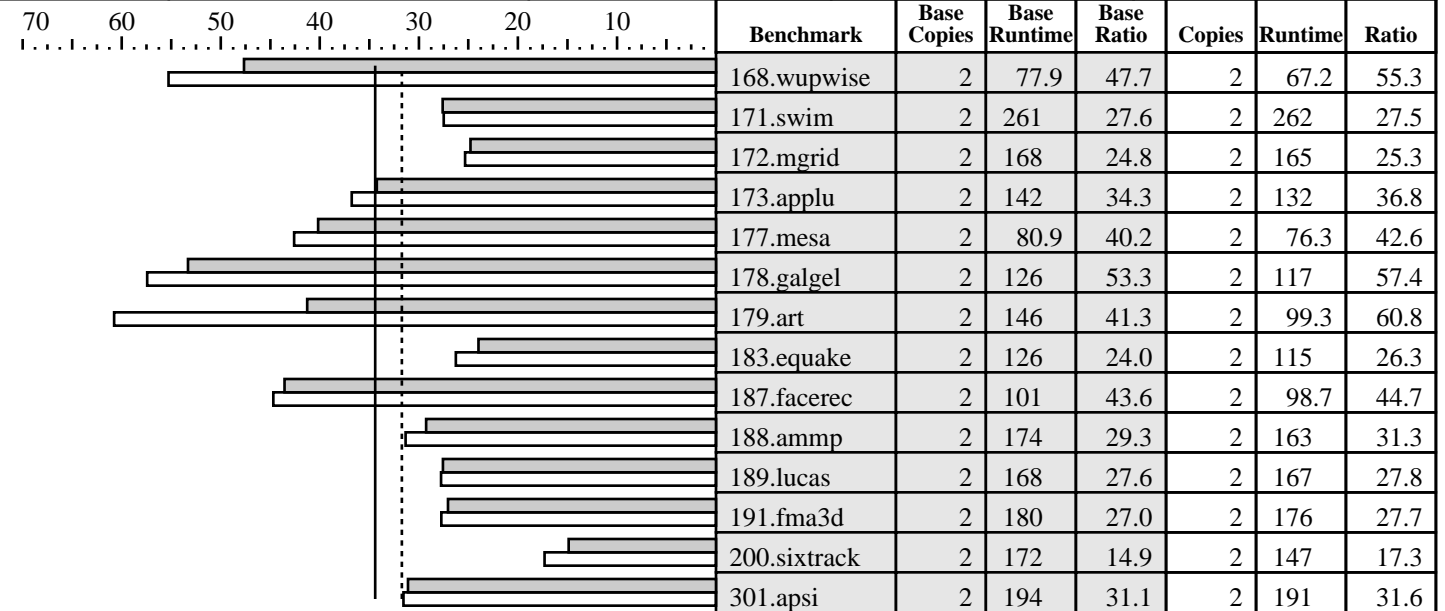 70 60 50 40 30 20 10
Benchmark Base Copies Base Runtime Base Ratio Copies Runtime Ratio
168.wupwise 2 77.9 47.7 2 67.2 55.3
171.swim 2 261 27.6 2 262 27.5
172.mgrid 2 168 24.8 2 165 25.3
173.applu 2 142 34.3 2 132 36.8
177.mesa 2 80.9 40.2 2 76.3 42.6
178.galgel 2 126 53.3 2 117 57.4
179.art 2 146 41.3 2 99.3 60.8
183.equake 2 126 24.0 2 115 26.3
187.facerec 2 101 43.6 2 98.7 44.7
188.ammp 2 174 29.3 2 163 31.3
189.lucas 2 168 27.6 2 167 27.8
191.fma3d 2 180 27.0 2 176 27.7
200.sixtrack 2 172 14.9 2 147 17.3
301.apsi 2 194 31.1 2 191 31.6